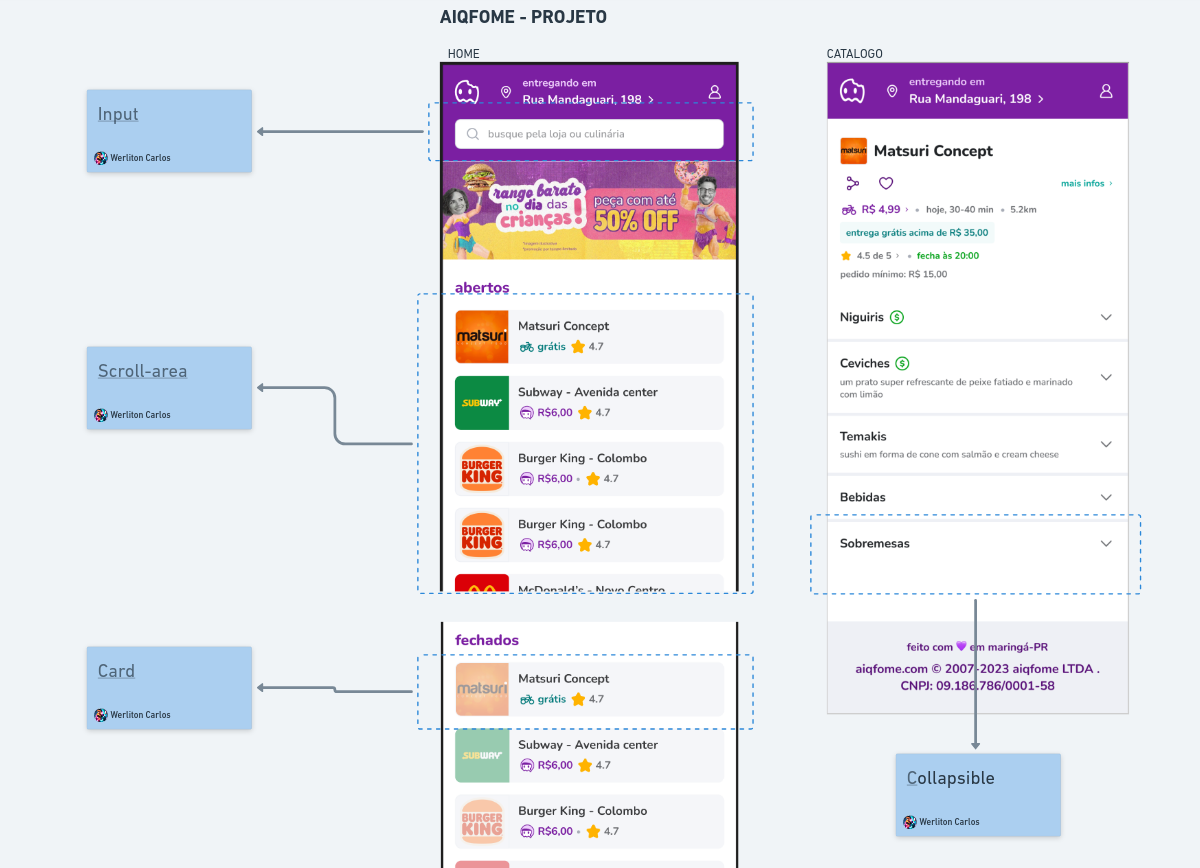 AIQFOME - PROJETO
HOME
entregando em
Rua Mandaguari, 198
busque pela loja ou culinária
rango barato
no dia das
crianças!
peça com até
50% OFF
abertos
matsuri
Matsuri Concept
grátis 4.7
SUBWAY
Subway - Avenida center
R$6,00 4.7
BURGER KING
Burger King - Colombo
R$6,00 • 4.7
BURGER KING
Burger King - Colombo
R$6,00 4.7
McDonald's - Novo Centro
fechados
matsuri
Matsuri Concept
grátis 4.7
SUBWAY
Subway - Avenida center
R$6,00 4.7
BURGER KING
Burger King - Colombo
R$6,00 • 4.7
Input
Werliton Carlos
Scroll-area
Werliton Carlos
Card
Werliton Carlos
CATALOGO
entregando em
Rua Mandaguari, 198
matsuri
Matsuri Concept
mais infos
R$ 4,99 • hoje, 30-40 min • 5.2km
entrega grátis acima de R$ 35,00
4.5 de 5 • fecha às 20:00
pedido mínimo: R$ 15,00
Niguiris $
Ceviches $
um prato super refrescante de peixe fatiado e marinado
com limão
Temakis
sushi em forma de cone com salmão e cream cheese
Bebidas
Sobremesas
feito com 💜 em maringá-PR
aiqfome.com © 2007-2023 aiqfome LTDA .
CNPJ: 09.186.786/0001-58
Collapsible
Werliton Carlos